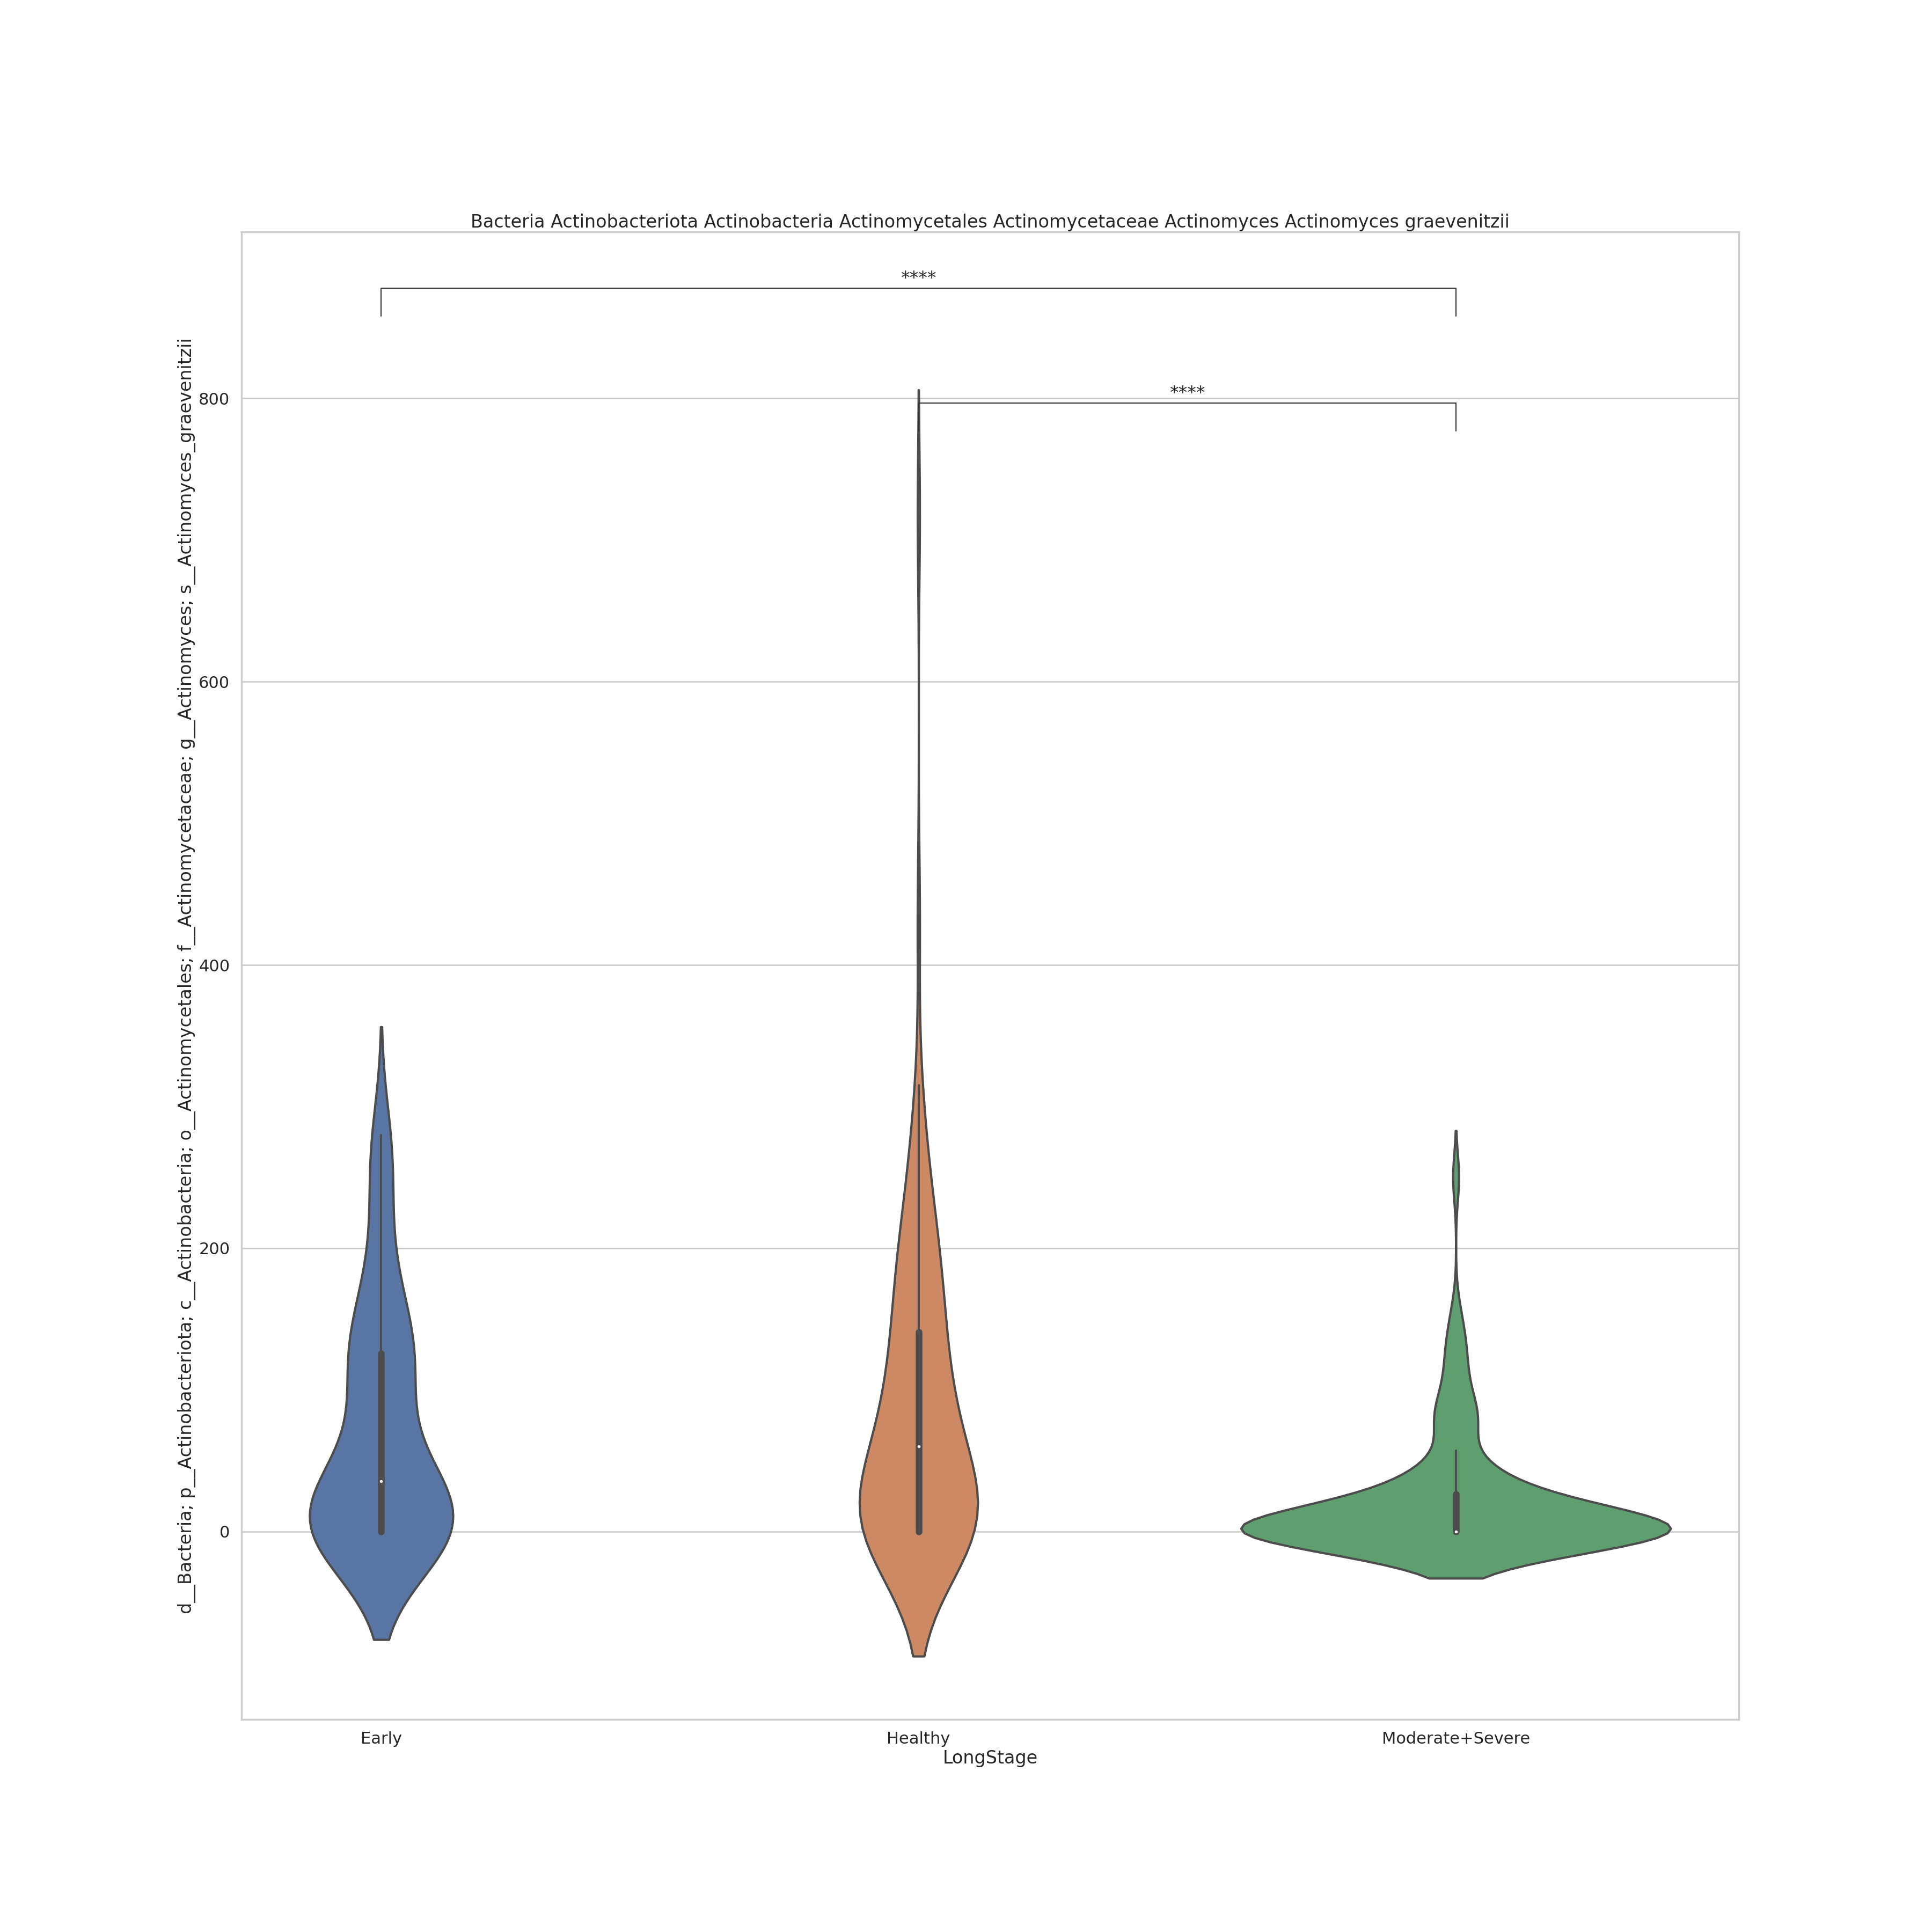 Bacteria Actinobacteriota Actinobacteria Actinomycetales Actinomycetaceae Actinomyces Actinomyces graevenitzii
****
****
d__Bacteria; p__Actinobacteriota; c__Actinobacteria; o__Actinomycetales; f__Actinomycetaceae; g__Actinomyces; s__Actinomyces_graevenitzii
800
600
400
200
0
Early
Healthy
Moderate+Severe
LongStage